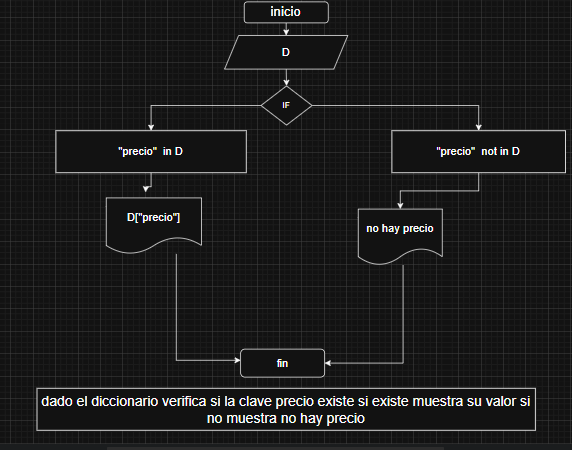 inicio
D
IF
"precio" in D
"precio" not in D
D["precio"]
no hay precio
fin
dado el diccionario verifica si la clave precio existe si existe muestra su valor si
no muestra no hay precio